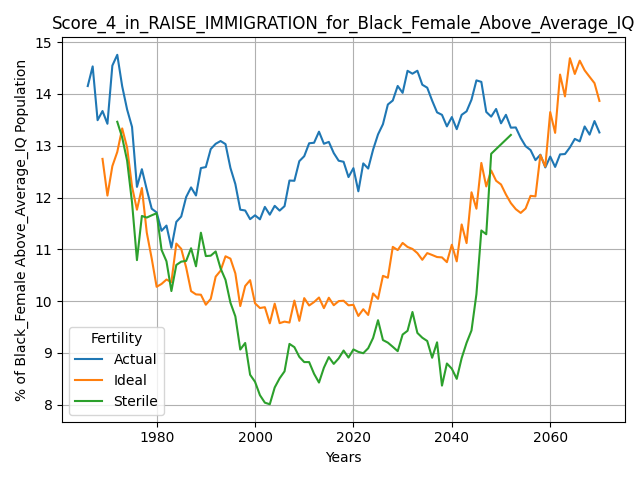 Score_4_in_RAISE_IMMIGRATION_for_Black_Female_Above_Average_IQ
% of Black_Female Above_Average_IQ Population
15
14
13
12
11
10
9
8
Fertility
Actual
Ideal
Sterile
1980
2000
2020
2040
2060
Years